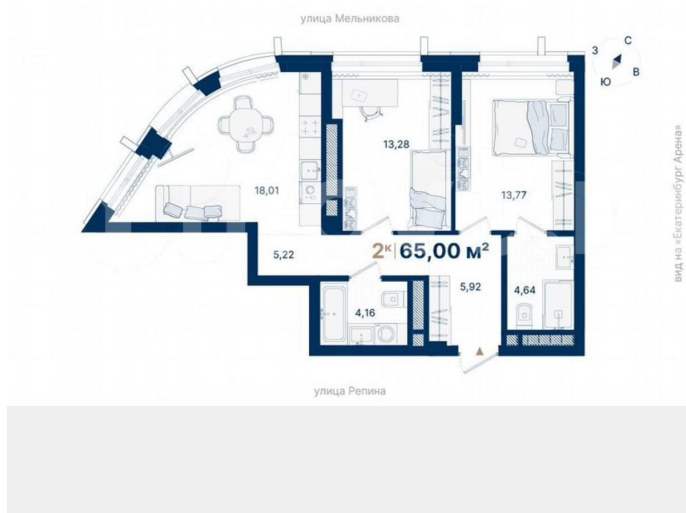 улица Мельникова
С
З
В
Ю
13,28
13,77
18,01
вид на «Екатеринбург Арена»
5,22
2К 65,00 м²
5,92
4,64
4,16
улица Репина